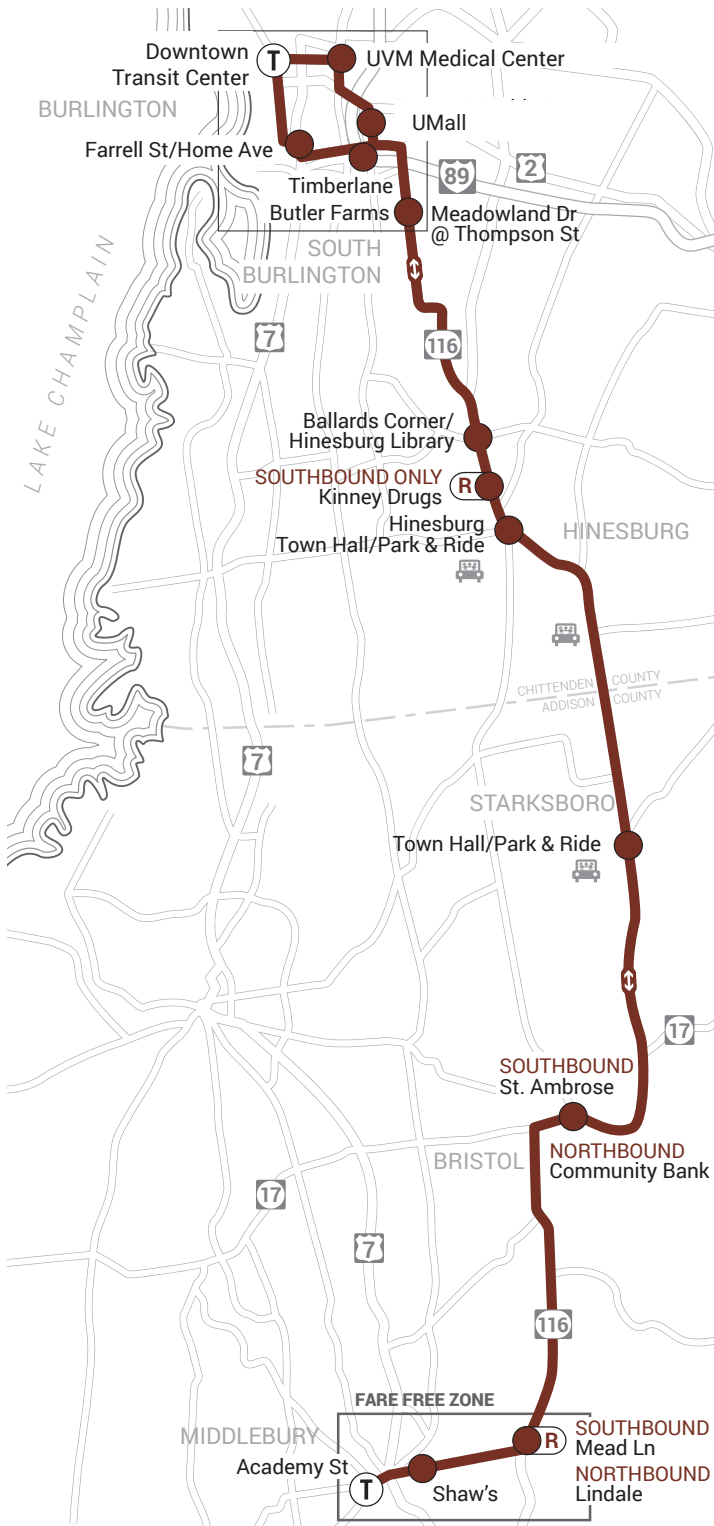 Downtown
Transit Center
T
UVM Medical Center
BURLINGTON
UMall
Farrell St/Home Ave
2
89
Timberlane
Butler Farms
Meadowland Dr
@ Thompson St
SOUTH
BURLINGTON
LAKE CHAMPLAIN
7
116
Ballards Corner/
Hinesburg Library
SOUTHBOUND ONLY
Kinney Drugs
R
Hinesburg
Town Hall/Park & Ride
HINESBURG
CHITTENDEN COUNTY
ADDISON COUNTY
7
STARKSBORO
Town Hall/Park & Ride
17
SOUTHBOUND
St. Ambrose
BRISTOL
NORTHBOUND
Community Bank
17
7
116
FARE FREE ZONE
MIDDLEBURY
SOUTHBOUND
Mead Ln
R
Academy St
T
Shaw's
NORTHBOUND
Lindale